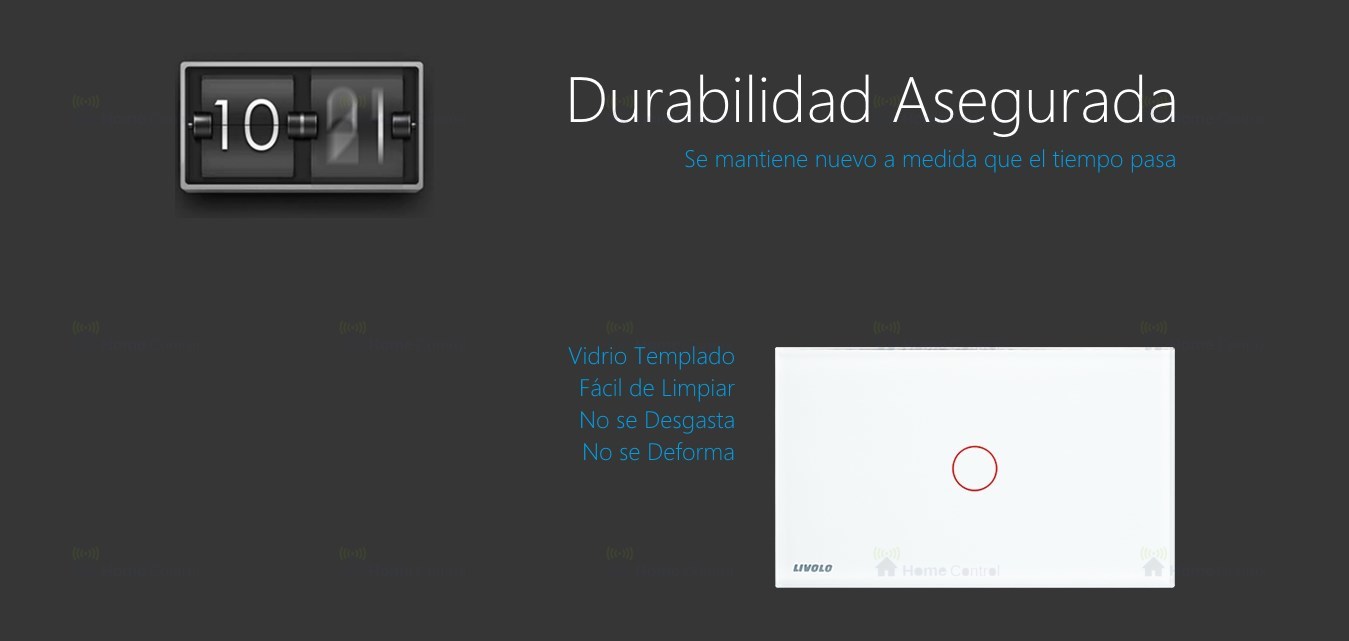 10 21
Durabilidad Asegurada
Se mantiene nuevo a medida que el tiempo pasa
Vidrio Templado
Fácil de Limpiar
No se Desgasta
No se Deforma
LIVOLO
Home Control